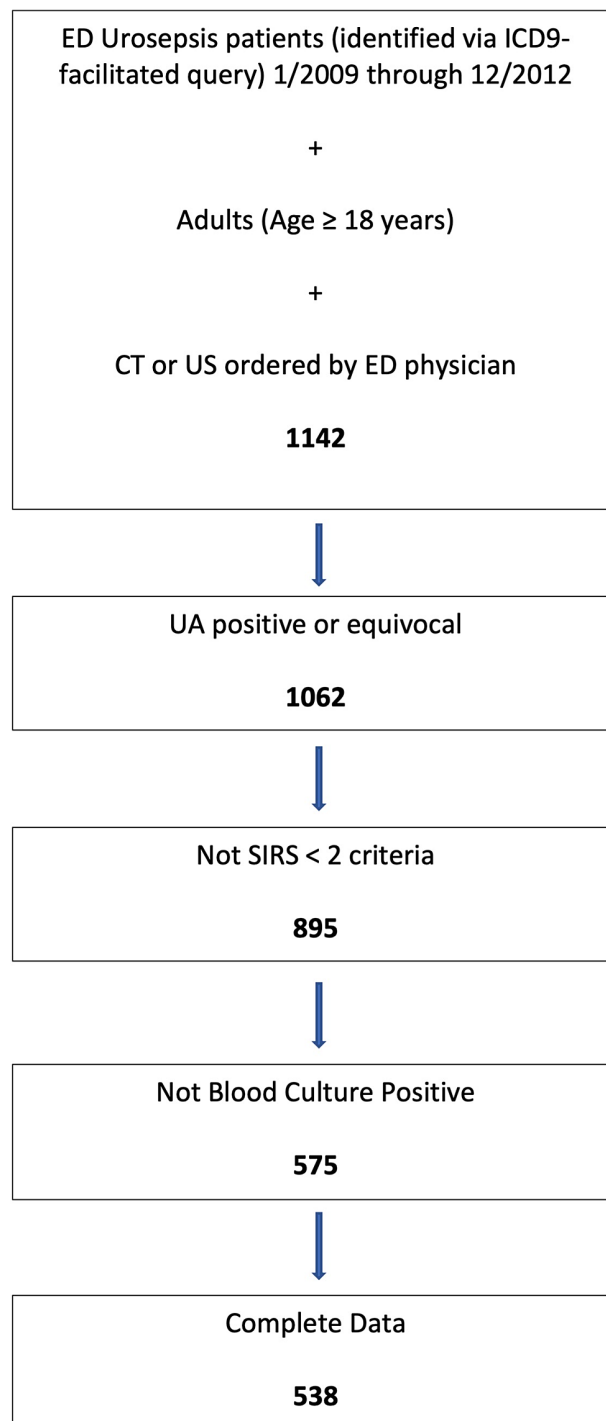 ED Urosepsis patients (identified via ICD9-
facilitated query) 1/2009 through 12/2012
+
Adults (Age ≥ 18 years)
+
CT or US ordered by ED physician
1142
UA positive or equivocal
1062
Not SIRS < 2 criteria
895
Not Blood Culture Positive
575
Complete Data
538